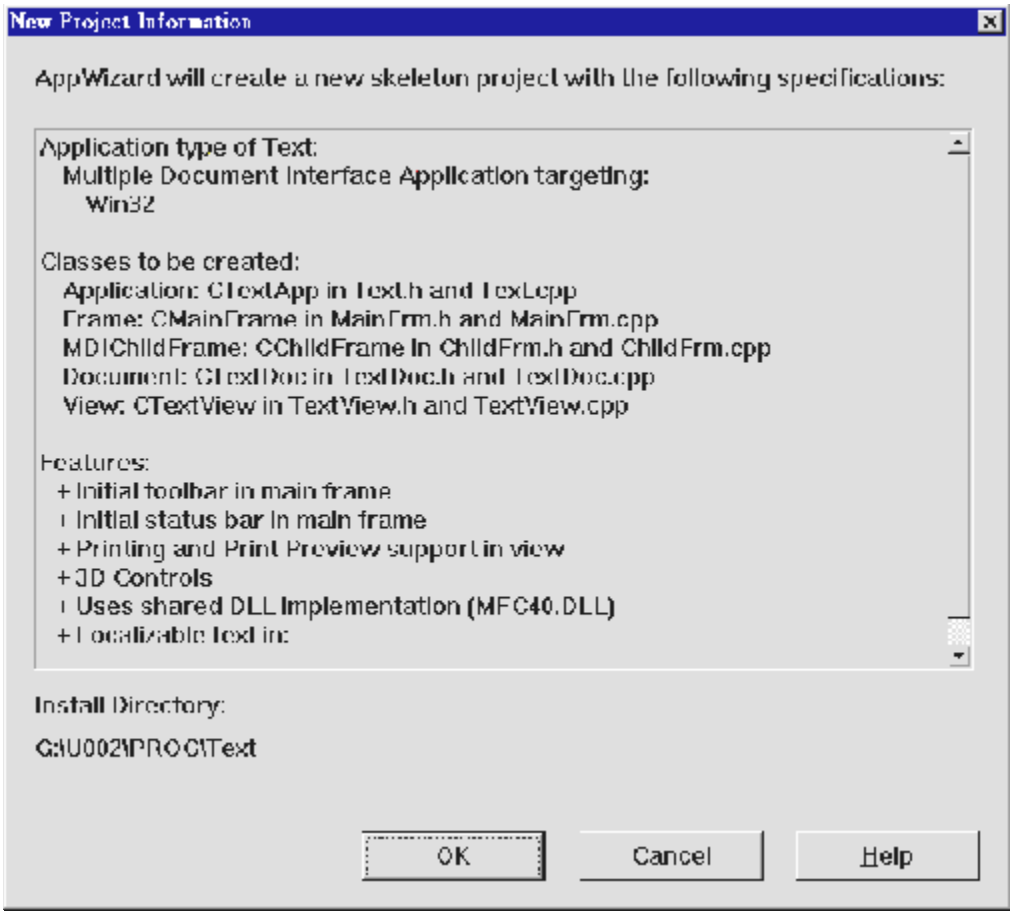 New Project Information
AppWizard will create a new skeleton project with the following specifications:
Application type of Text:
Multiple Document Interface Application targeting:
Win32
Classes to be created:
Application: CTextApp in Text.h and Text.cpp
Frame: CMainFrame in MainFrm.h and MainFrm.cpp
MDIChildFrame: CChildFrame in ChildFrm.h and ChildFrm.cpp
Document: CTextDoc in TextDoc.h and TextDoc.cpp
View: CTextView in TextView.h and TextView.cpp
Features:
+ Initial toolbar in main frame
+ Initial status bar in main frame
+ Printing and Print Preview support in view
+ 3D Controls
+ Uses shared DLL implementation (MFC40.DLL)
+ Localizable text in:
Install Directory:
OK
Cancel
Help